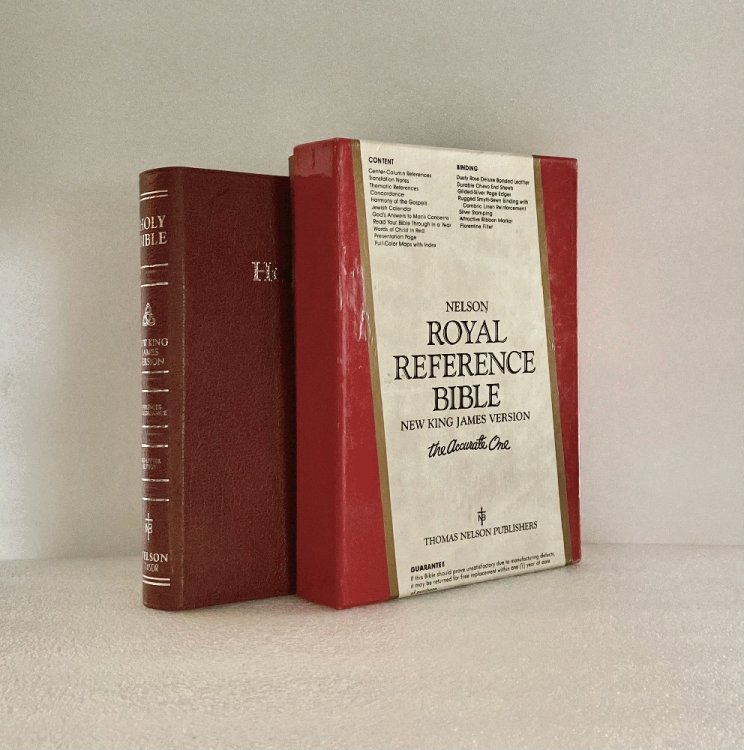 HOLY
BIBLE
NEW KING
JAMES
VERSION
NELSON
Ho
CONTENT
Center-Column References
Translation Notes
Thematic References
Concordance
Harmony of the Gospels
Jewish Calendar
God's Answers to Man's Concerns
Read Your Bible Through in a Year
Words of Christ in Red
Presentation Page
Full-Color Maps with Index
BINDING
Dusty Rose Deluxe Bonded Leather
Durable Chevo End Sheets
Gilded-Silver Page Edges
Rugged Smyth-Sewn Binding with
Cambric Linen Reinforcement
Silver Stamping
Attractive Ribbon Marker
Florentine Fillet
NELSON
ROYAL
REFERENCE
BIBLE
NEW KING JAMES VERSION
the Accurate One
NB
THOMAS NELSON PUBLISHERS
GUARANTEE
If this Bible should prove unsatisfactory due to manufacturing defects,
it may be returned for free replacement within one (1) year of date